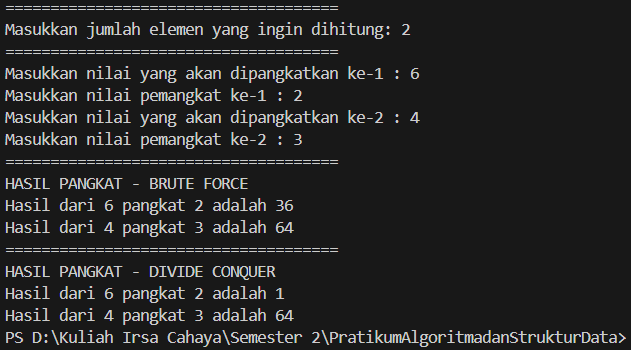 =====================================
Masukkan jumlah elemen yang ingin dihitung: 2
=====================================
Masukkan nilai yang akan dipangkatkan ke-1 : 6
Masukkan nilai pemangkat ke-1 : 2
Masukkan nilai yang akan dipangkatkan ke-2 : 4
Masukkan nilai pemangkat ke-2 : 3
=====================================
HASIL PANGKAT - BRUTE FORCE
Hasil dari 6 pangkat 2 adalah 36
Hasil dari 4 pangkat 3 adalah 64
=====================================
HASIL PANGKAT - DIVIDE CONQUER
Hasil dari 6 pangkat 2 adalah 1
Hasil dari 4 pangkat 3 adalah 64
PS D:\Kuliah Irsa Cahaya\Semester 2\PratikumAlgoritmadanStrukturData>